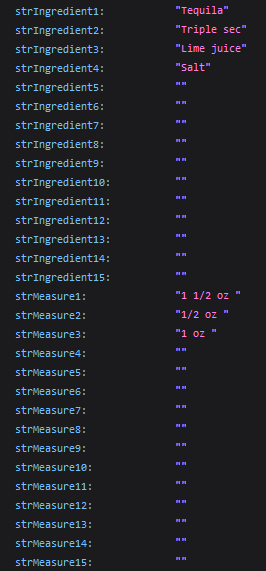 strIngredient1: "Tequila"
strIngredient2: "Triple sec"
strIngredient3: "Lime juice"
strIngredient4: "Salt"
strIngredient5: ""
strIngredient6: ""
strIngredient7: ""
strIngredient8: ""
strIngredient9: ""
strIngredient10: ""
strIngredient11: ""
strIngredient12: ""
strIngredient13: ""
strIngredient14: ""
strIngredient15: ""
strMeasure1: "1 1/2 oz "
strMeasure2: "1/2 oz "
strMeasure3: "1 oz "
strMeasure4: ""
strMeasure5: ""
strMeasure6: ""
strMeasure7: ""
strMeasure8: ""
strMeasure9: ""
strMeasure10: ""
strMeasure11: ""
strMeasure12: ""
strMeasure13: ""
strMeasure14: ""
strMeasure15: ""